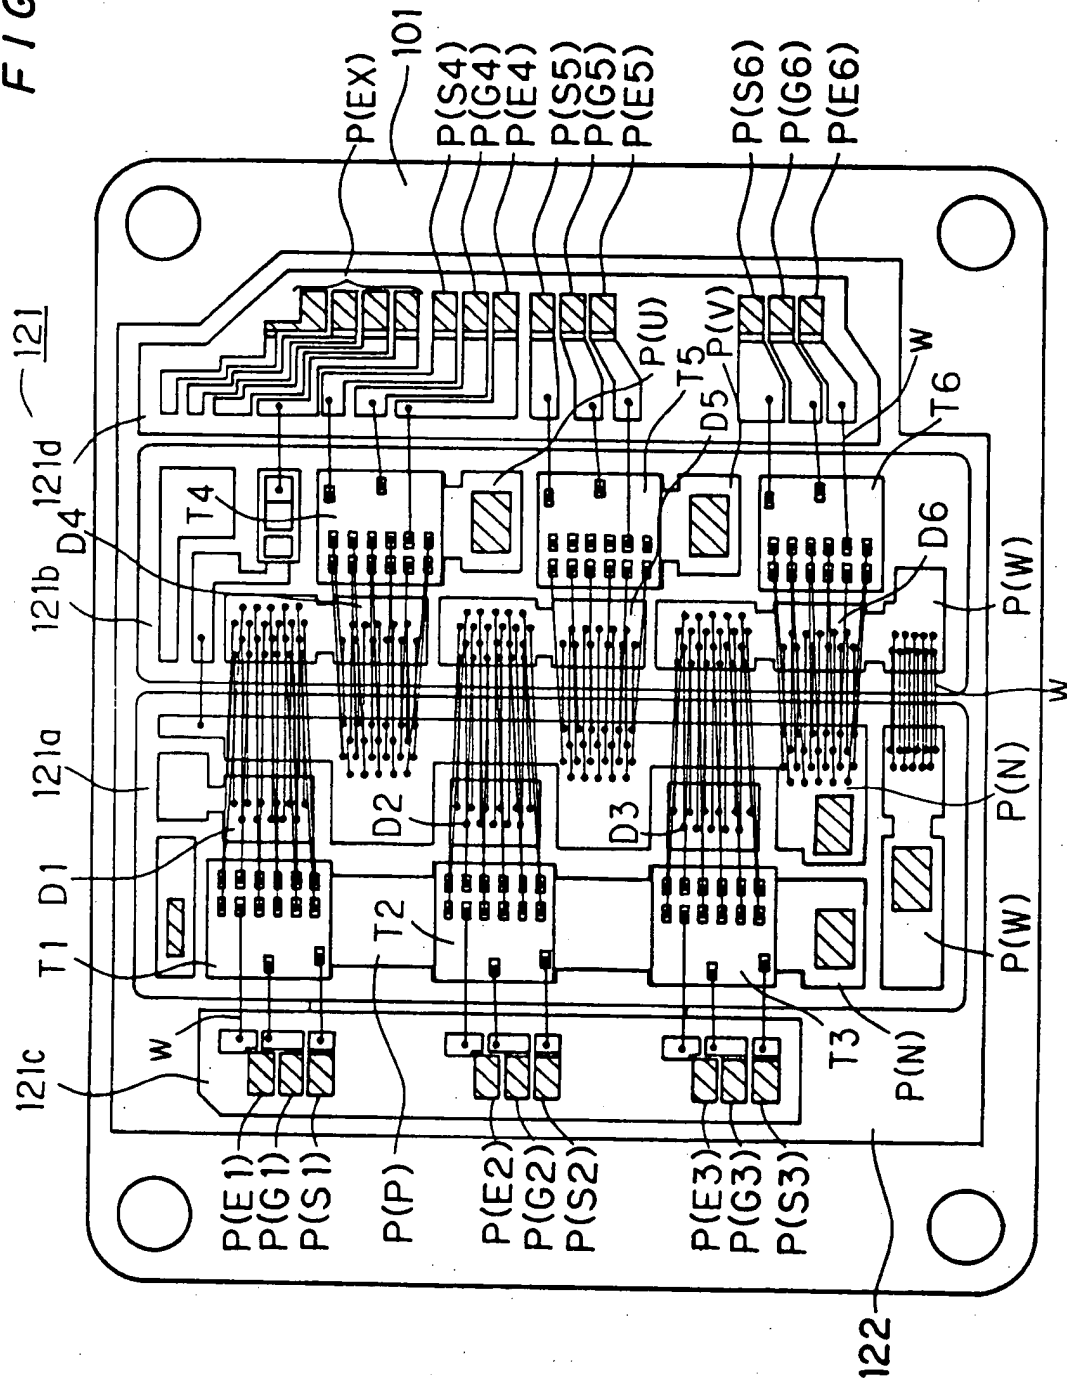 FIG
121
121c
121a
121b
121d
W
T1
D1
D4
T4
P(EX)
101
P(S4)
P(G4)
P(E4)
P(S5)
P(G5)
P(E5)
P(S6)
P(G6)
P(E6)
P(U)
T5
P(V)
D5
W
T6
D6
P(W)
W
P(N)
P(W)
P(N)
T3
D3
D2
T2
P(E1)
P(G1)
P(S1)
P(P)
P(E2)
P(G2)
P(S2)
P(E3)
P(G3)
P(S3)
122